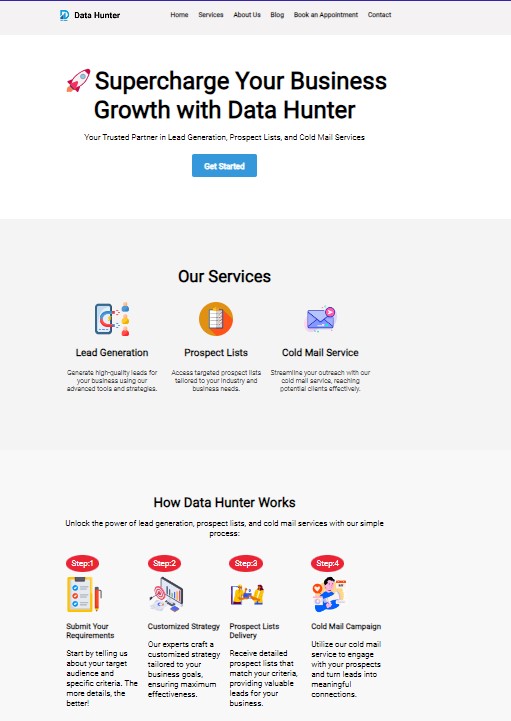 Data Hunter Home Services About Us Blog Book an Appointment Contact
🚀Supercharge Your Business
Growth with Data Hunter
Your Trusted Partner in Lead Generation, Prospect Lists, and Cold Mail Services
Get Started
Our Services
Lead Generation
Generate high-quality leads for
your business using our
advanced tools and strategies.
Prospect Lists
Access targeted prospect lists
tailored to your industry and
business needs.
Cold Mail Service
Streamline your outreach with our
cold mail service, reaching
potential clients effectively.
How Data Hunter Works
Unlock the power of lead generation, prospect lists, and cold mail services with our simple
process:
Step:1
Submit Your
Requirements
Start by telling us
about your target
audience and
specific criteria. The
more details, the
better!
Step:2
Customized Strategy
Our experts craft a
customized strategy
tailored to your
business goals,
ensuring maximum
effectiveness.
Step:3
Prospect Lists
Delivery
Receive detailed
prospect lists that
match your criteria,
providing valuable
leads for your
business.
Step:4
Cold Mail Campaign
Utilize our cold mail
service to engage
with your prospects
and turn leads into
meaningful
connections.